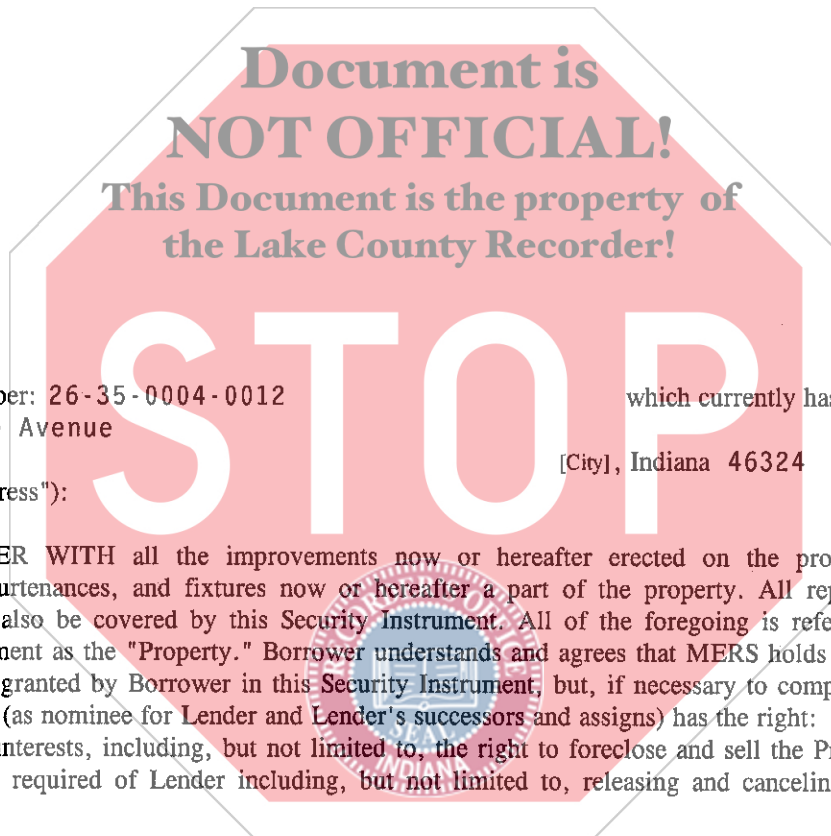 Document is
NOT OFFICIAL!
This Document is the property of
the Lake County Recorder!
STOP
ber: 26-35-0004-0012 which currently has
Avenue
[City], Indiana 46324
ress"):
ER WITH all the improvements now or hereafter erected on the pro
urtenances, and fixtures now or hereafter a part of the property. All rep
also be covered by this Security Instrument. All of the foregoing is refe
ment as the "Property." Borrower understands and agrees that MERS holds
granted by Borrower in this Security Instrument, but, if necessary to comp
(as nominee for Lender and Lender's successors and assigns) has the right:
nterests, including, but not limited to, the right to foreclose and sell the Pr
required of Lender including, but not limited to, releasing and cancelin
RECORDER'S OFFICE
SEAL
INDIANA